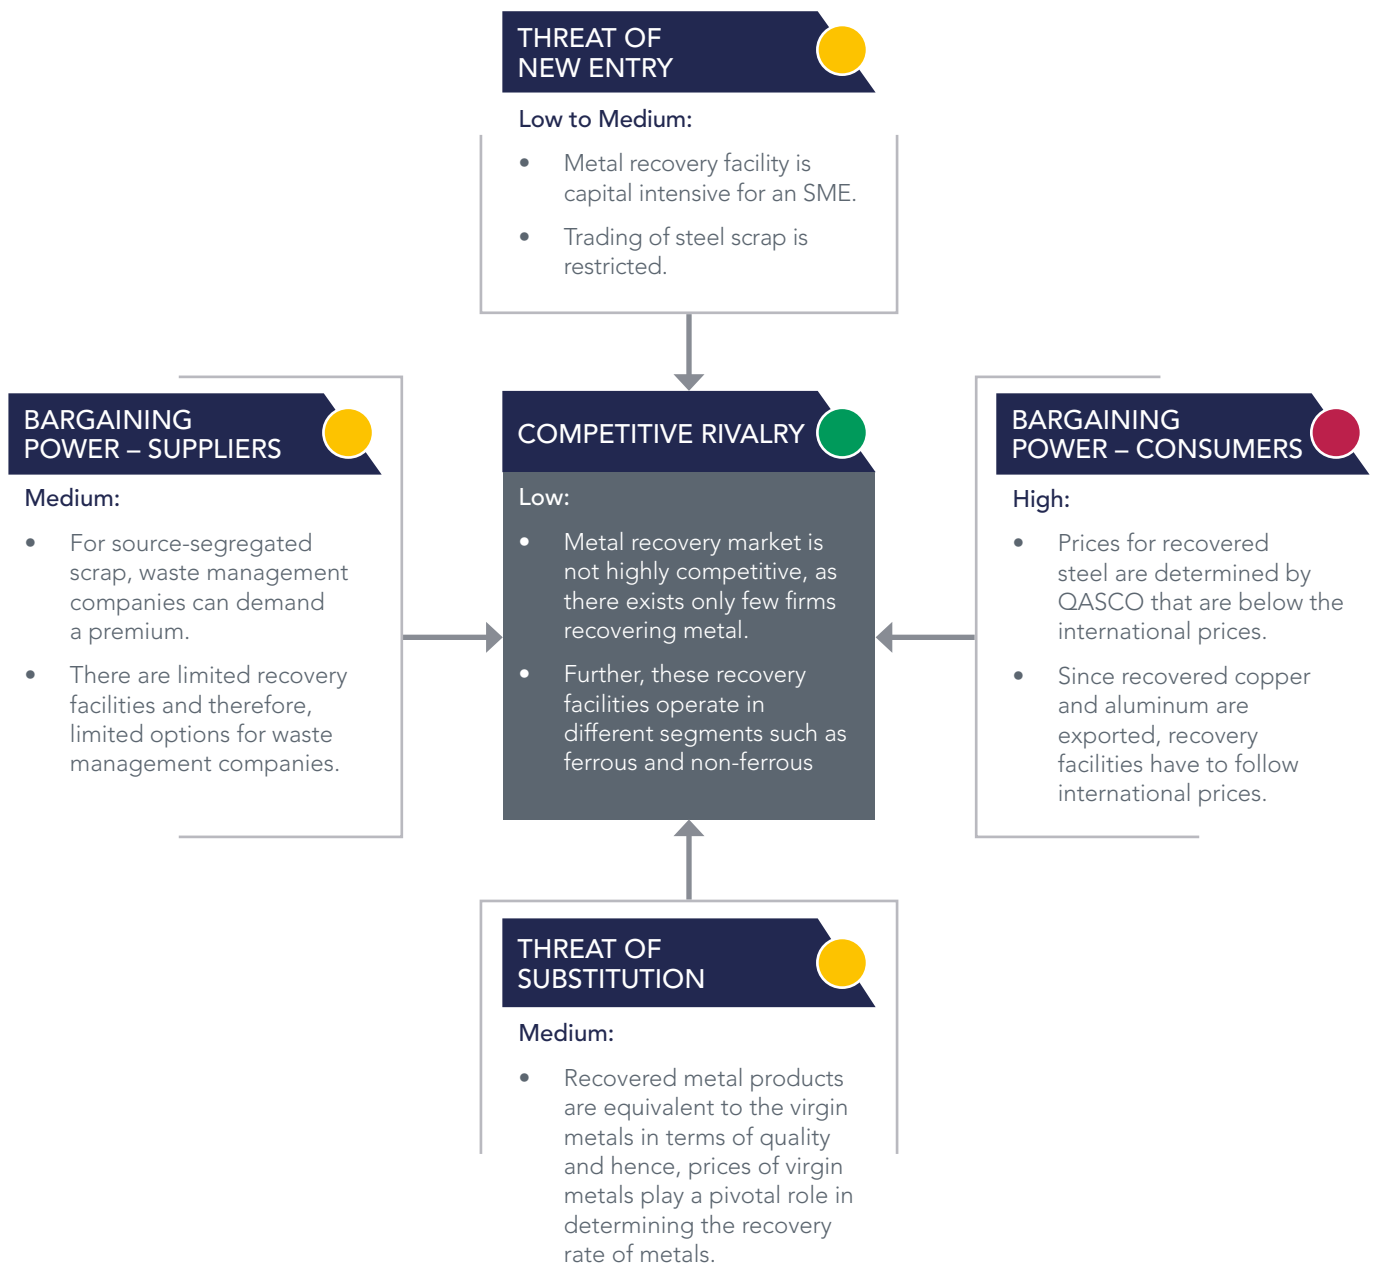 THREAT OF
NEW ENTRY
Low to Medium:
• Metal recovery facility is
capital intensive for an SME.
• Trading of steel scrap is
restricted.
BARGAINING
POWER – SUPPLIERS
Medium:
• For source-segregated
scrap, waste management
companies can demand
a premium.
• There are limited recovery
facilities and therefore,
limited options for waste
management companies.
COMPETITIVE RIVALRY
Low:
• Metal recovery market is
not highly competitive, as
there exists only few firms
recovering metal.
• Further, these recovery
facilities operate in
different segments such as
ferrous and non-ferrous
BARGAINING
POWER – CONSUMERS
High:
• Prices for recovered
steel are determined by
QASCO that are below the
international prices.
• Since recovered copper
and aluminum are
exported, recovery
facilities have to follow
international prices.
THREAT OF
SUBSTITUTION
Medium:
• Recovered metal products
are equivalent to the virgin
metals in terms of quality
and hence, prices of virgin
metals play a pivotal role in
determining the recovery
rate of metals.